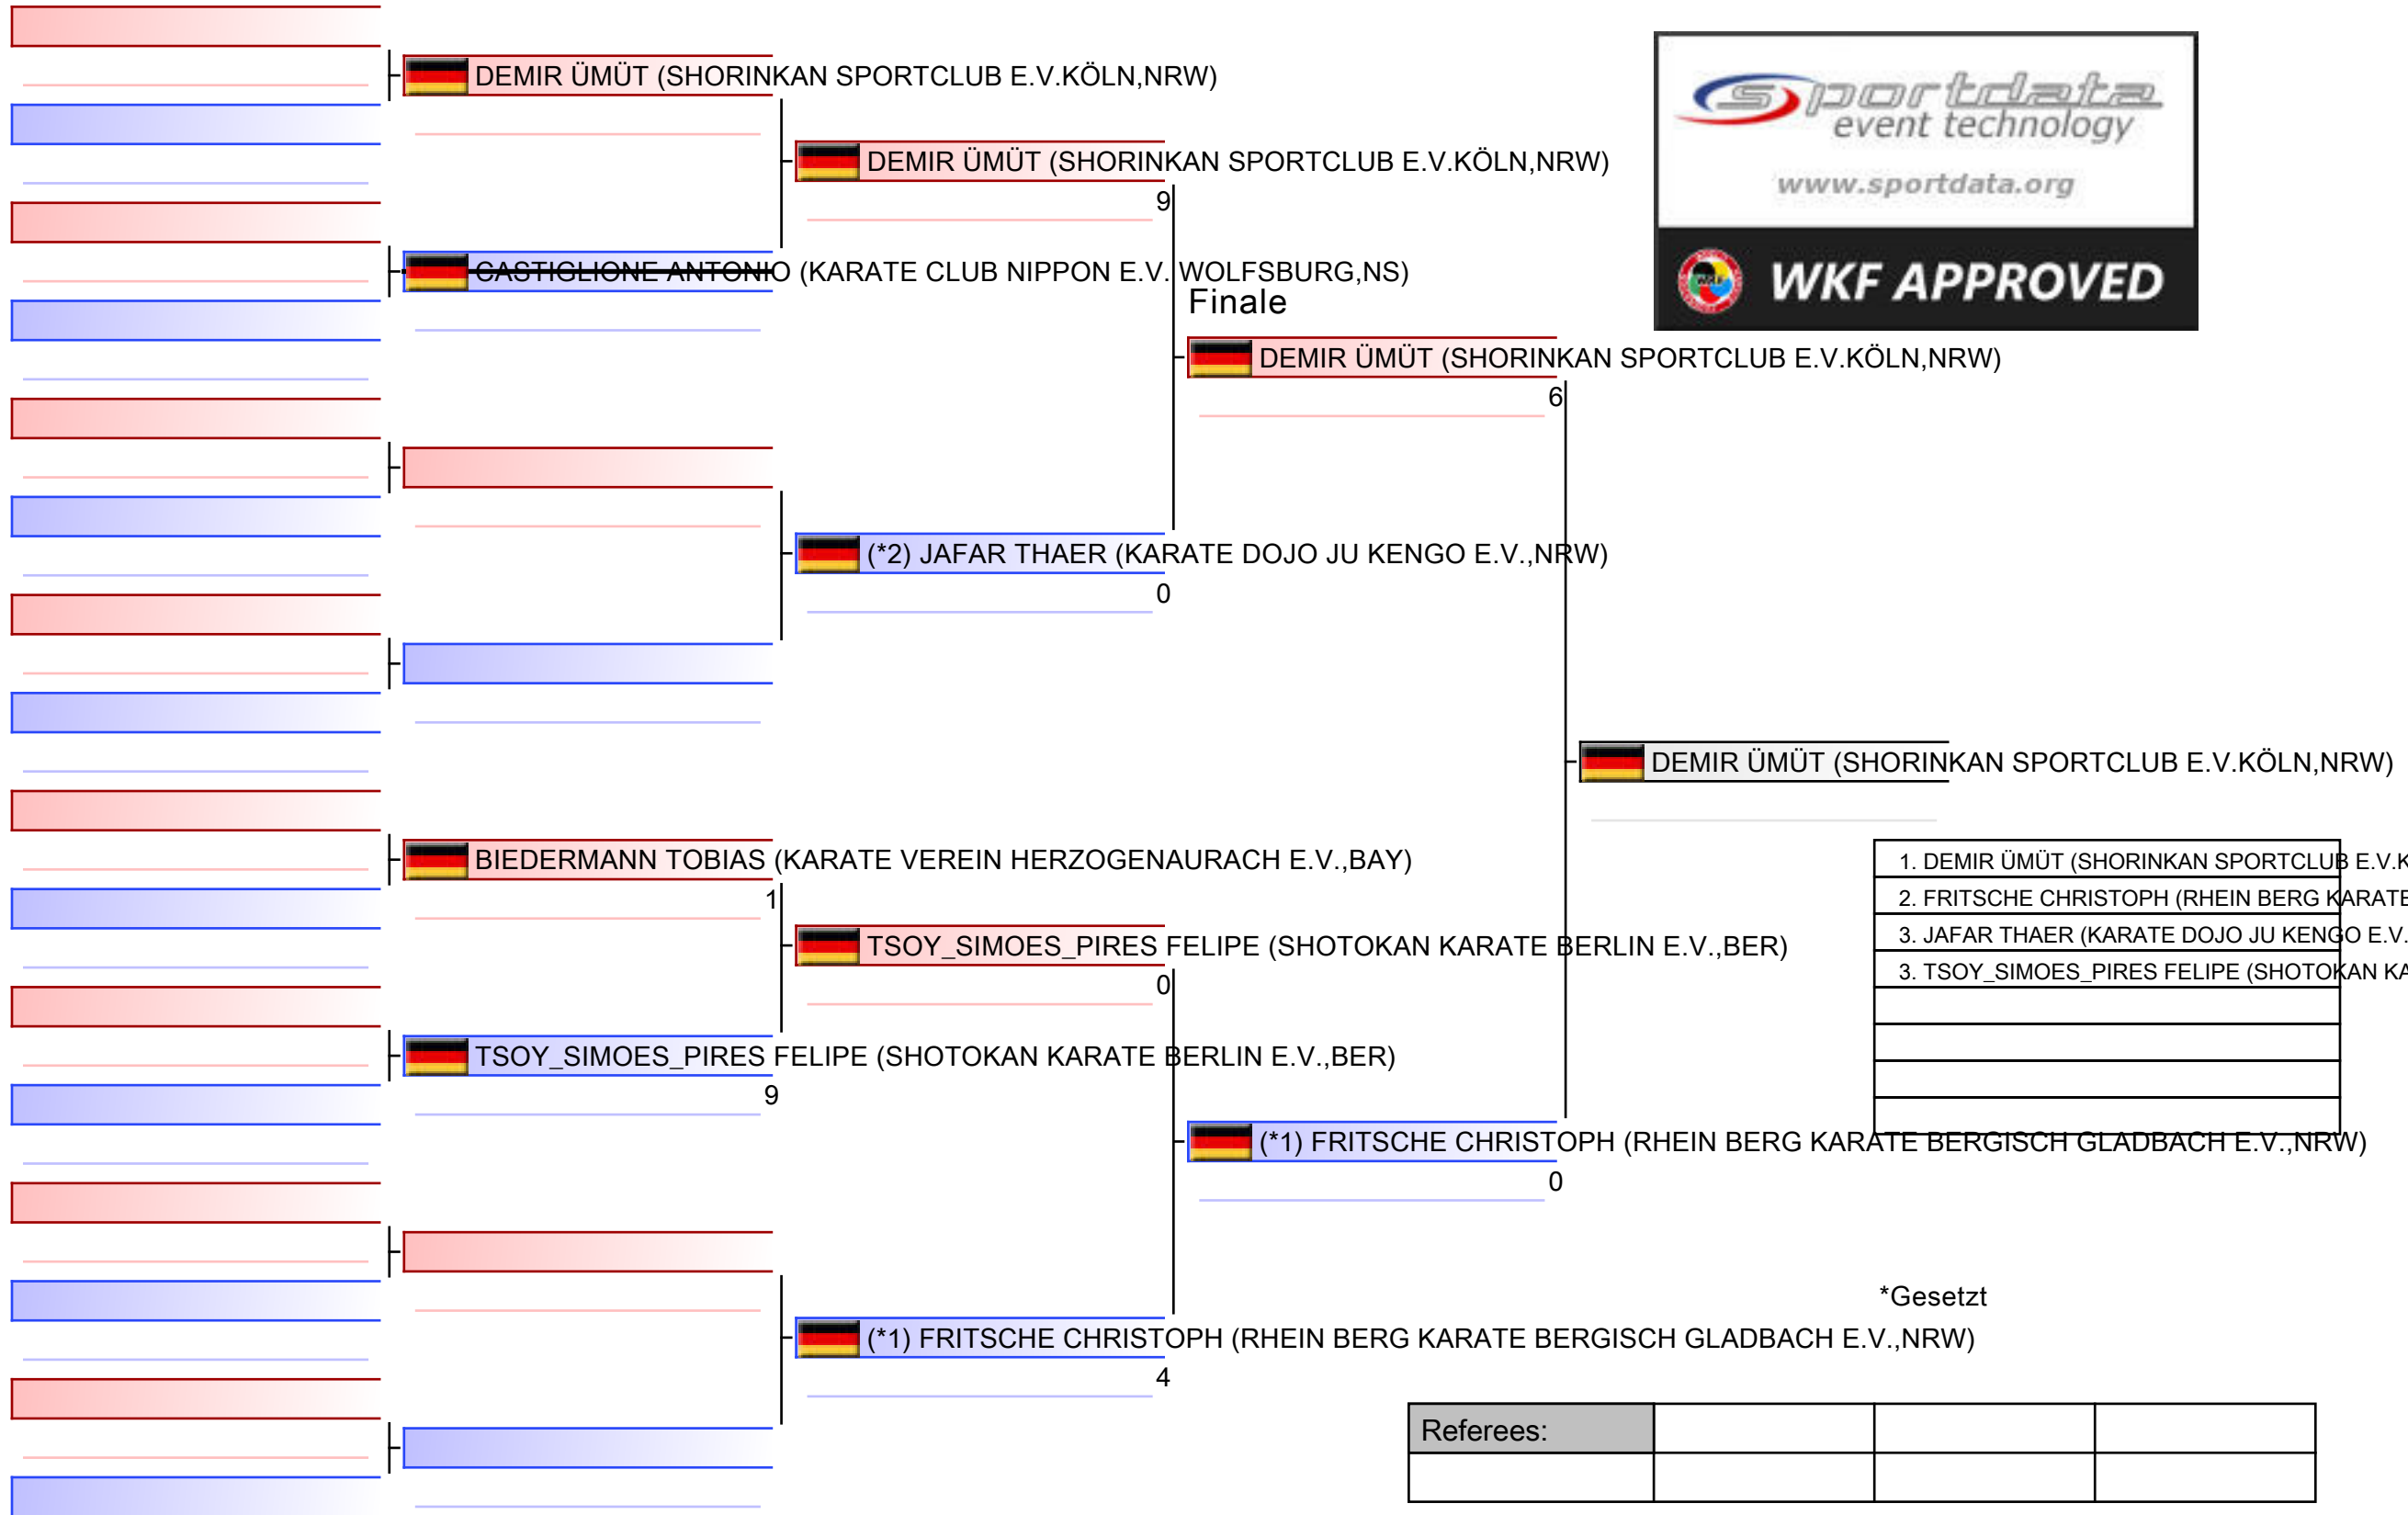 DEMIR ÜMÜT (SHORINKAN SPORTCLUB E.V.KÖLN,NRW)
DEMIR ÜMÜT (SHORINKAN SPORTCLUB E.V.KÖLN,NRW)
9
CASTIGLIONE ANTONIO (KARATE CLUB NIPPON E.V. WOLFSBURG,NS)
Finale
DEMIR ÜMÜT (SHORINKAN SPORTCLUB E.V.KÖLN,NRW)
6
(*2) JAFAR THAER (KARATE DOJO JU KENGO E.V.,NRW)
0
DEMIR ÜMÜT (SHORINKAN SPORTCLUB E.V.KÖLN,NRW)
BIEDERMANN TOBIAS (KARATE VEREIN HERZOGENAURACH E.V.,BAY)
1
TSOY_SIMOES_PIRES FELIPE (SHOTOKAN KARATE BERLIN E.V.,BER)
0
TSOY_SIMOES_PIRES FELIPE (SHOTOKAN KARATE BERLIN E.V.,BER)
9
(*1) FRITSCHE CHRISTOPH (RHEIN BERG KARATE BERGISCH GLADBACH E.V.,NRW)
0
(*1) FRITSCHE CHRISTOPH (RHEIN BERG KARATE BERGISCH GLADBACH E.V.,NRW)
4
sportdata
event technology
www.sportdata.org
WKF
WKF APPROVED
1. DEMIR ÜMÜT (SHORINKAN SPORTCLUB E.V.K
2. FRITSCHE CHRISTOPH (RHEIN BERG KARATE
3. JAFAR THAER (KARATE DOJO JU KENGO E.V.
3. TSOY_SIMOES_PIRES FELIPE (SHOTOKAN KA
*Gesetzt
Referees: